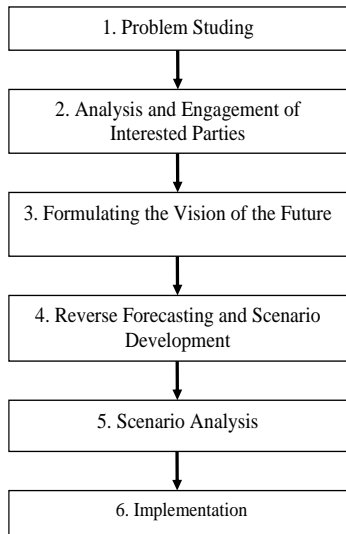 1. Problem Studing
2. Analysis and Engagement of
Interested Parties
3. Formulating the Vision of the Future
4. Reverse Forecasting and Scenario
Development
5. Scenario Analysis
6. Implementation